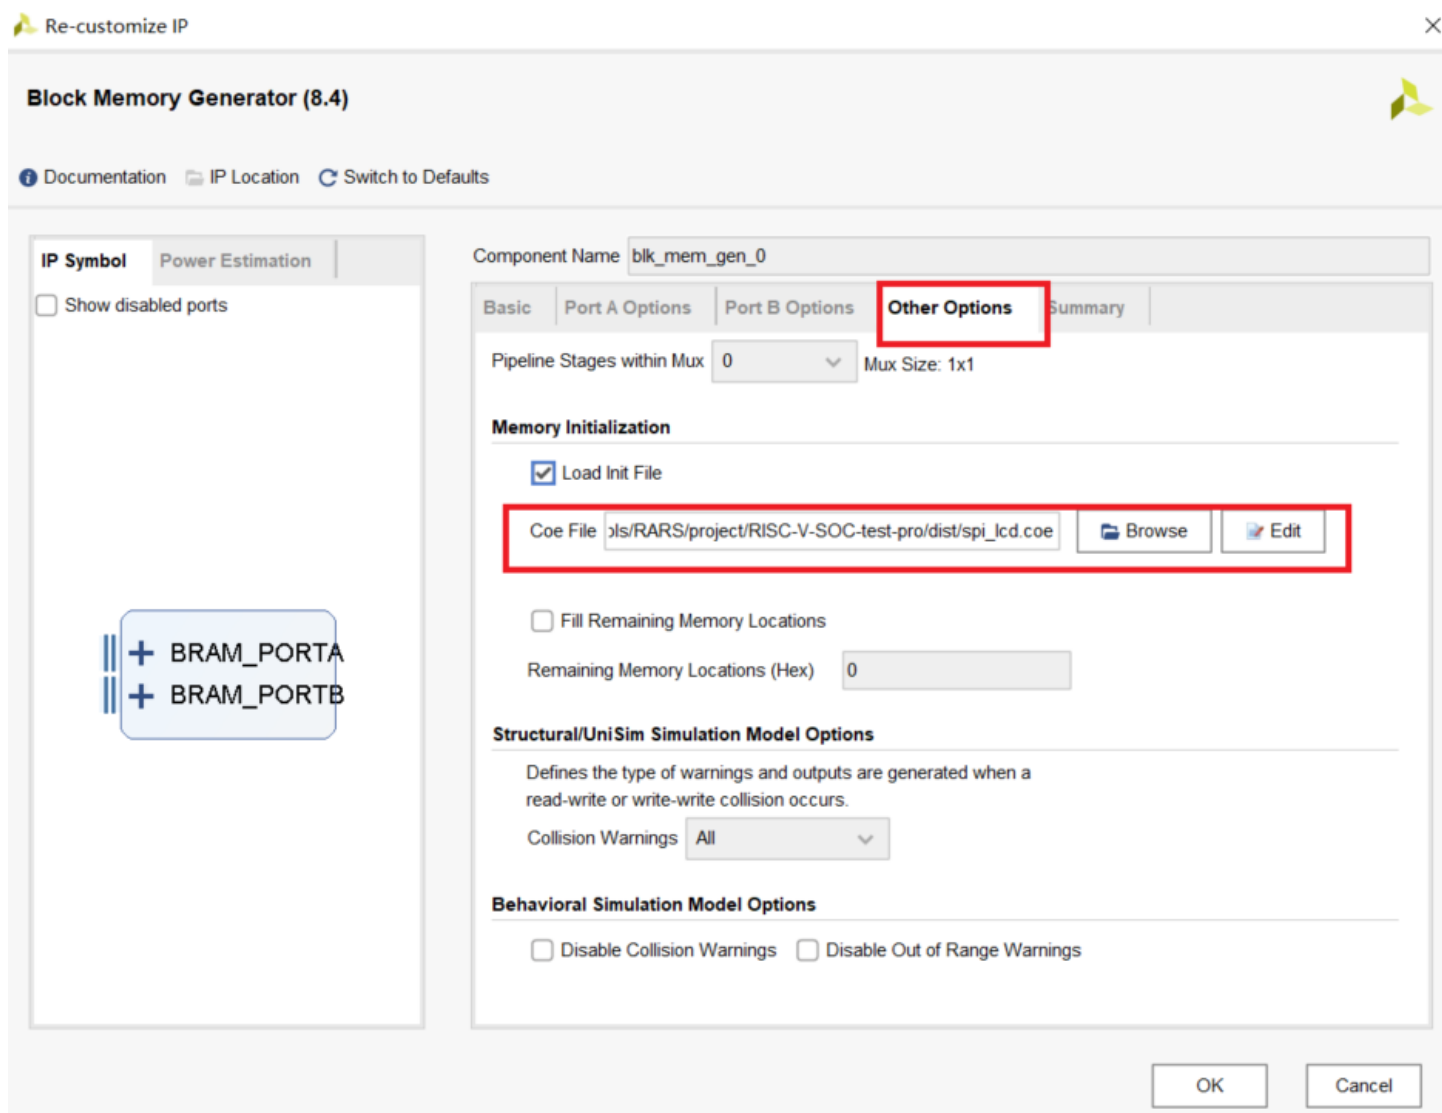 Re-customize IP
Block Memory Generator (8.4)
Documentation IP Location Switch to Defaults
IP Symbol Power Estimation
Show disabled ports
BRAM_PORTA
BRAM_PORTB
Component Name blk_mem_gen_0
Basic Port A Options Port B Options Other Options Summary
Pipeline Stages within Mux 0 Mux Size: 1x1
Memory Initialization
Load Init File
Coe File ols/RARS/project/RISC-V-SOC-test-pro/dist/spi_lcd.coe Browse Edit
Fill Remaining Memory Locations
Remaining Memory Locations (Hex) 0
Structural/UniSim Simulation Model Options
Defines the type of warnings and outputs are generated when a
read-write or write-write collision occurs.
Collision Warnings All
Behavioral Simulation Model Options
Disable Collision Warnings Disable Out of Range Warnings
OK Cancel